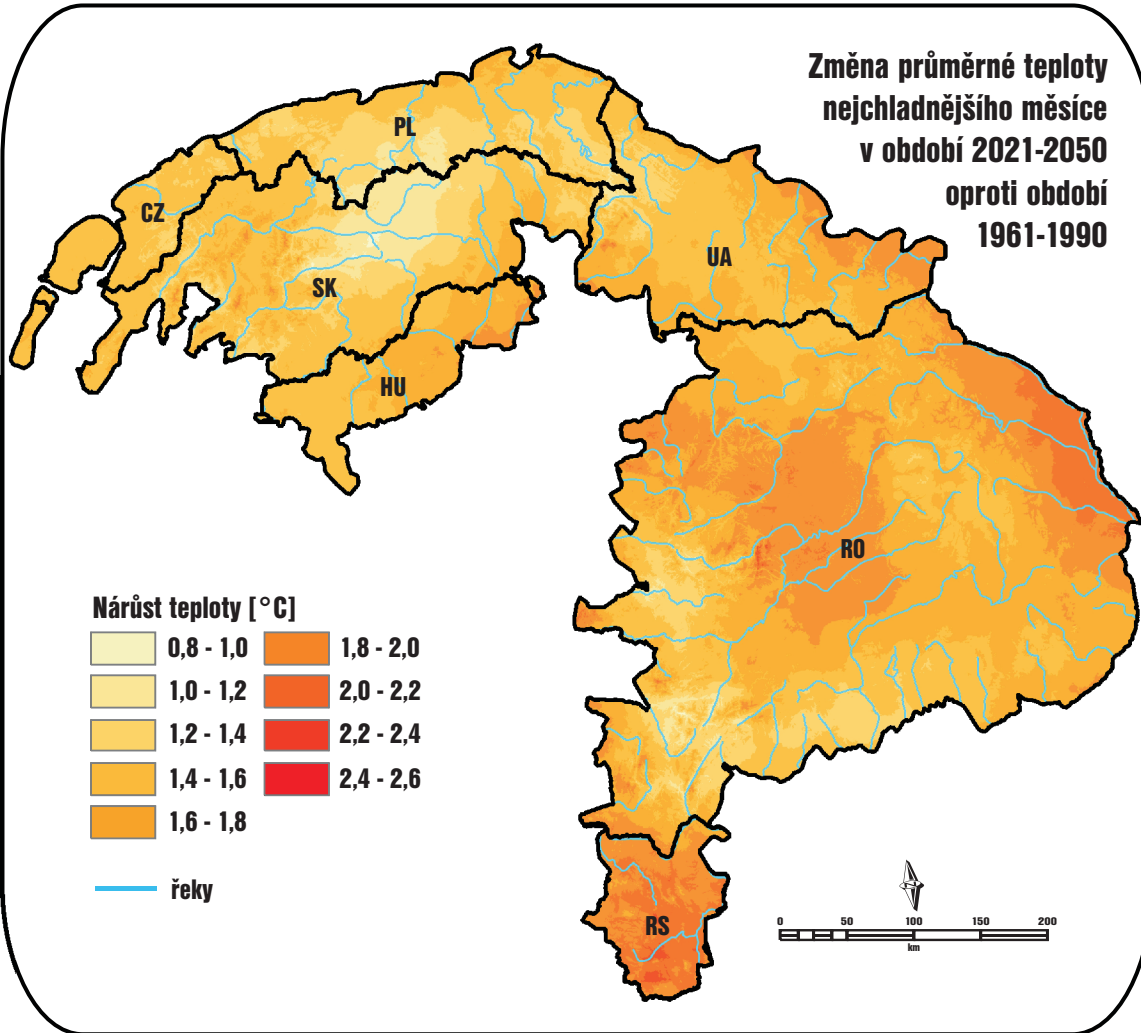 Změna průměrné teploty
nejchladnějšího měsíce
v období 2021-2050
oproti období
1961-1990
PL
CZ
UA
SK
HU
RO
RS
Nárůst teploty [°C]
0,8 - 1,0
1,0 - 1,2
1,2 - 1,4
1,4 - 1,6
1,6 - 1,8
1,8 - 2,0
2,0 - 2,2
2,2 - 2,4
2,4 - 2,6
řeky
0 50 100 150 200
km